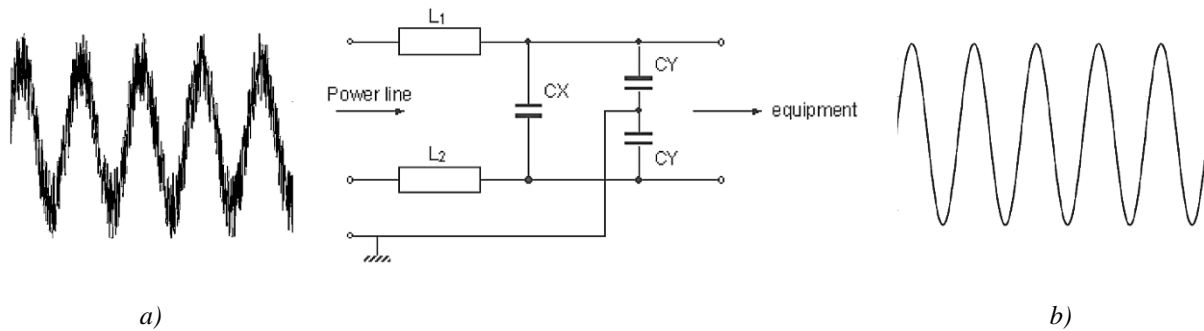 L₁
CY
Power line
CX
equipment
L₂
CY
a)
b)